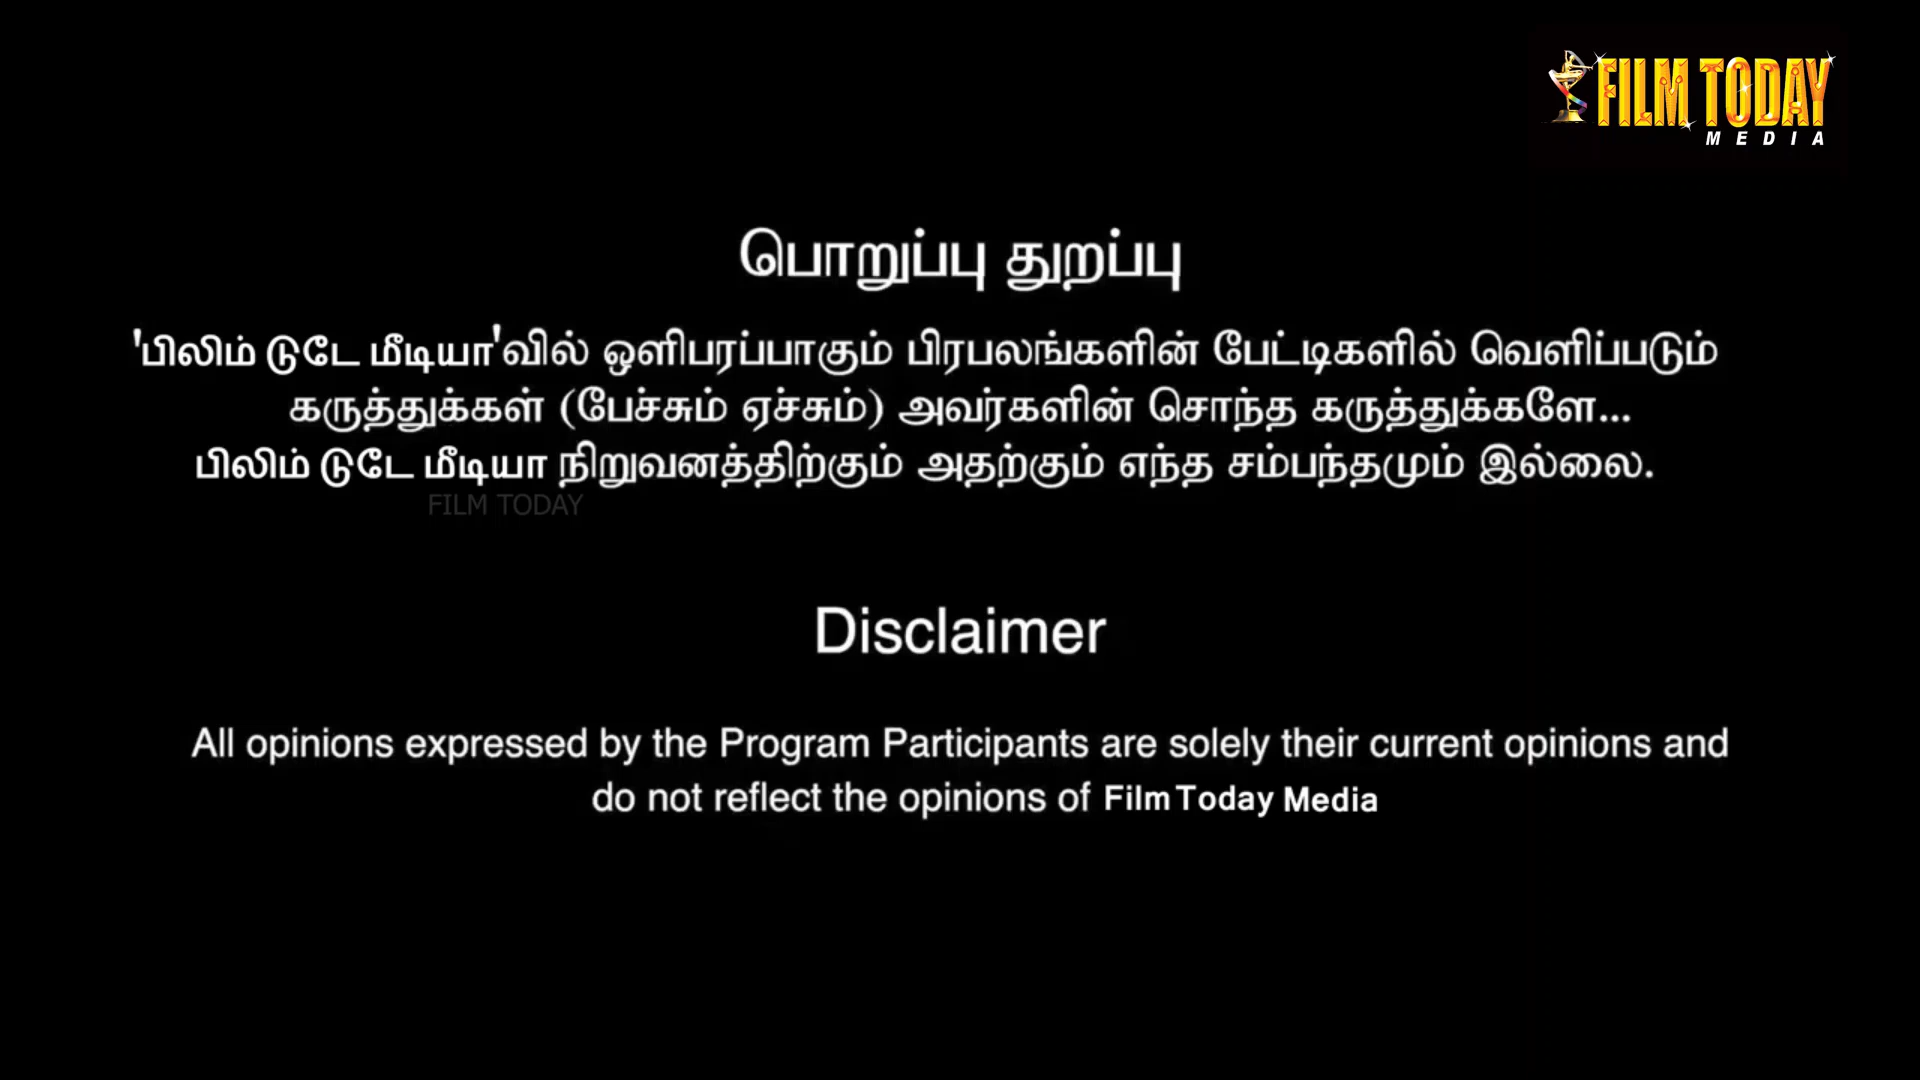 FILM TODAY
MEDIA
பொறுப்பு துறப்பு
'பிலிம் டுடே மீடியா'வில் ஒளிபரப்பாகும் பிரபலங்களின் பேட்டிகளில் வெளிப்படும்
கருத்துக்கள் (பேச்சும் ஏச்சும்) அவர்களின் சொந்த கருத்துக்களே...
பிலிம் டுடே மீடியா நிறுவனத்திற்கும் அதற்கும் எந்த சம்பந்தமும் இல்லை.
FILM TODAY
Disclaimer
All opinions expressed by the Program Participants are solely their current opinions and
do not reflect the opinions of Film Today Media